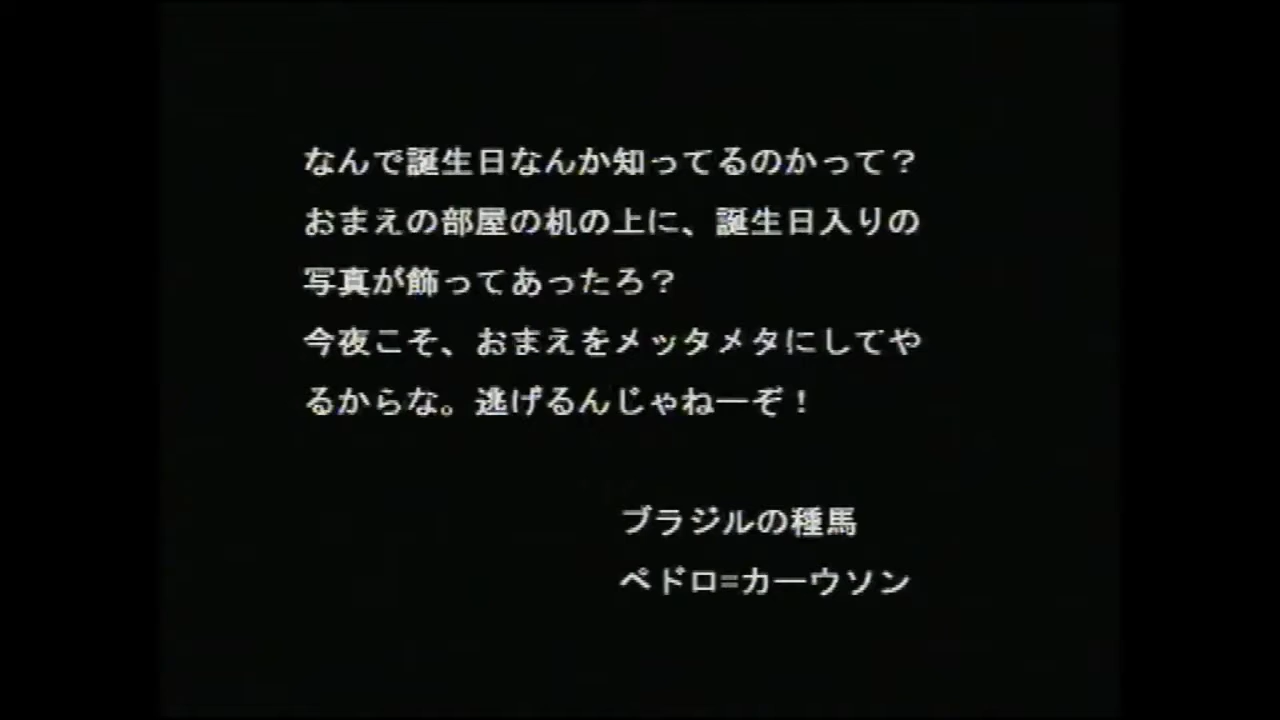 なんで誕生日なんか知ってるのかって？
おまえの部屋の机の上に、誕生日入りの
写真が飾ってあったろ？
今夜こそ、おまえをメッタメタにしてや
るからな。逃げるんじゃねーぞ！
ブラジルの種馬
ペドロ=カーウソン